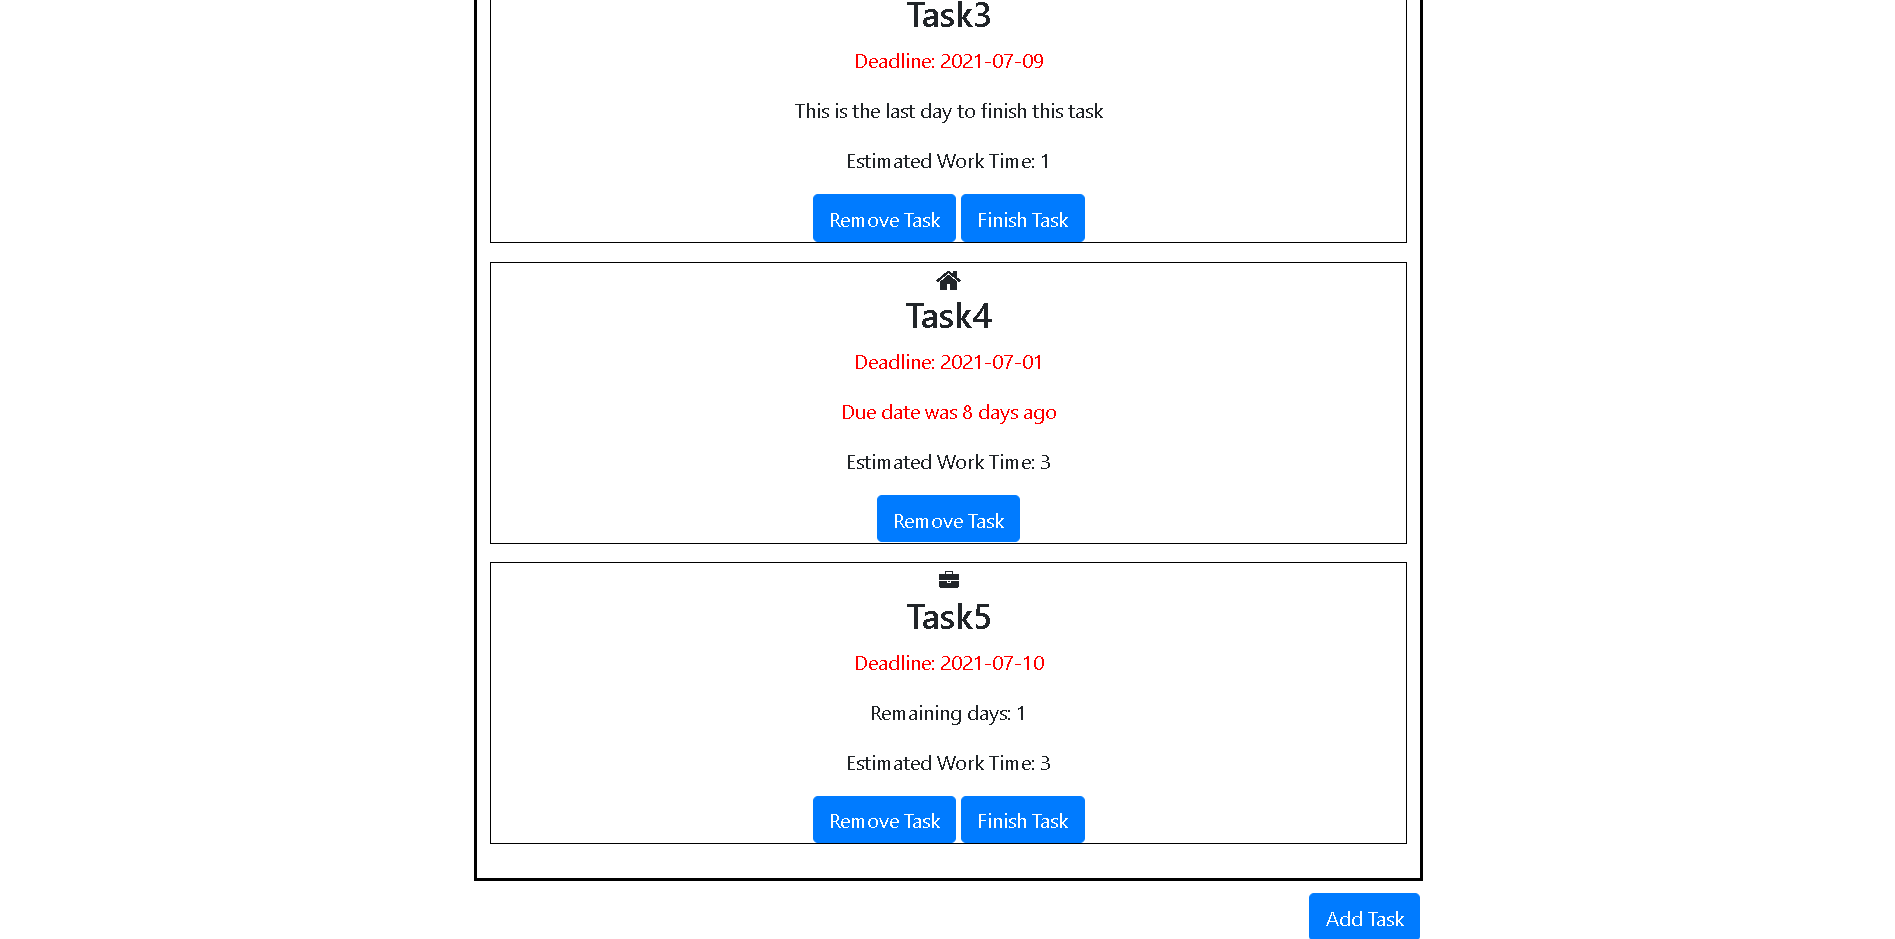 Task3
Deadline: 2021-07-09
This is the last day to finish this task
Estimated Work Time: 1
Remove Task Finish Task
Task4
Deadline: 2021-07-01
Due date was 8 days ago
Estimated Work Time: 3
Remove Task
Task5
Deadline: 2021-07-10
Remaining days: 1
Estimated Work Time: 3
Remove Task Finish Task
Add Task